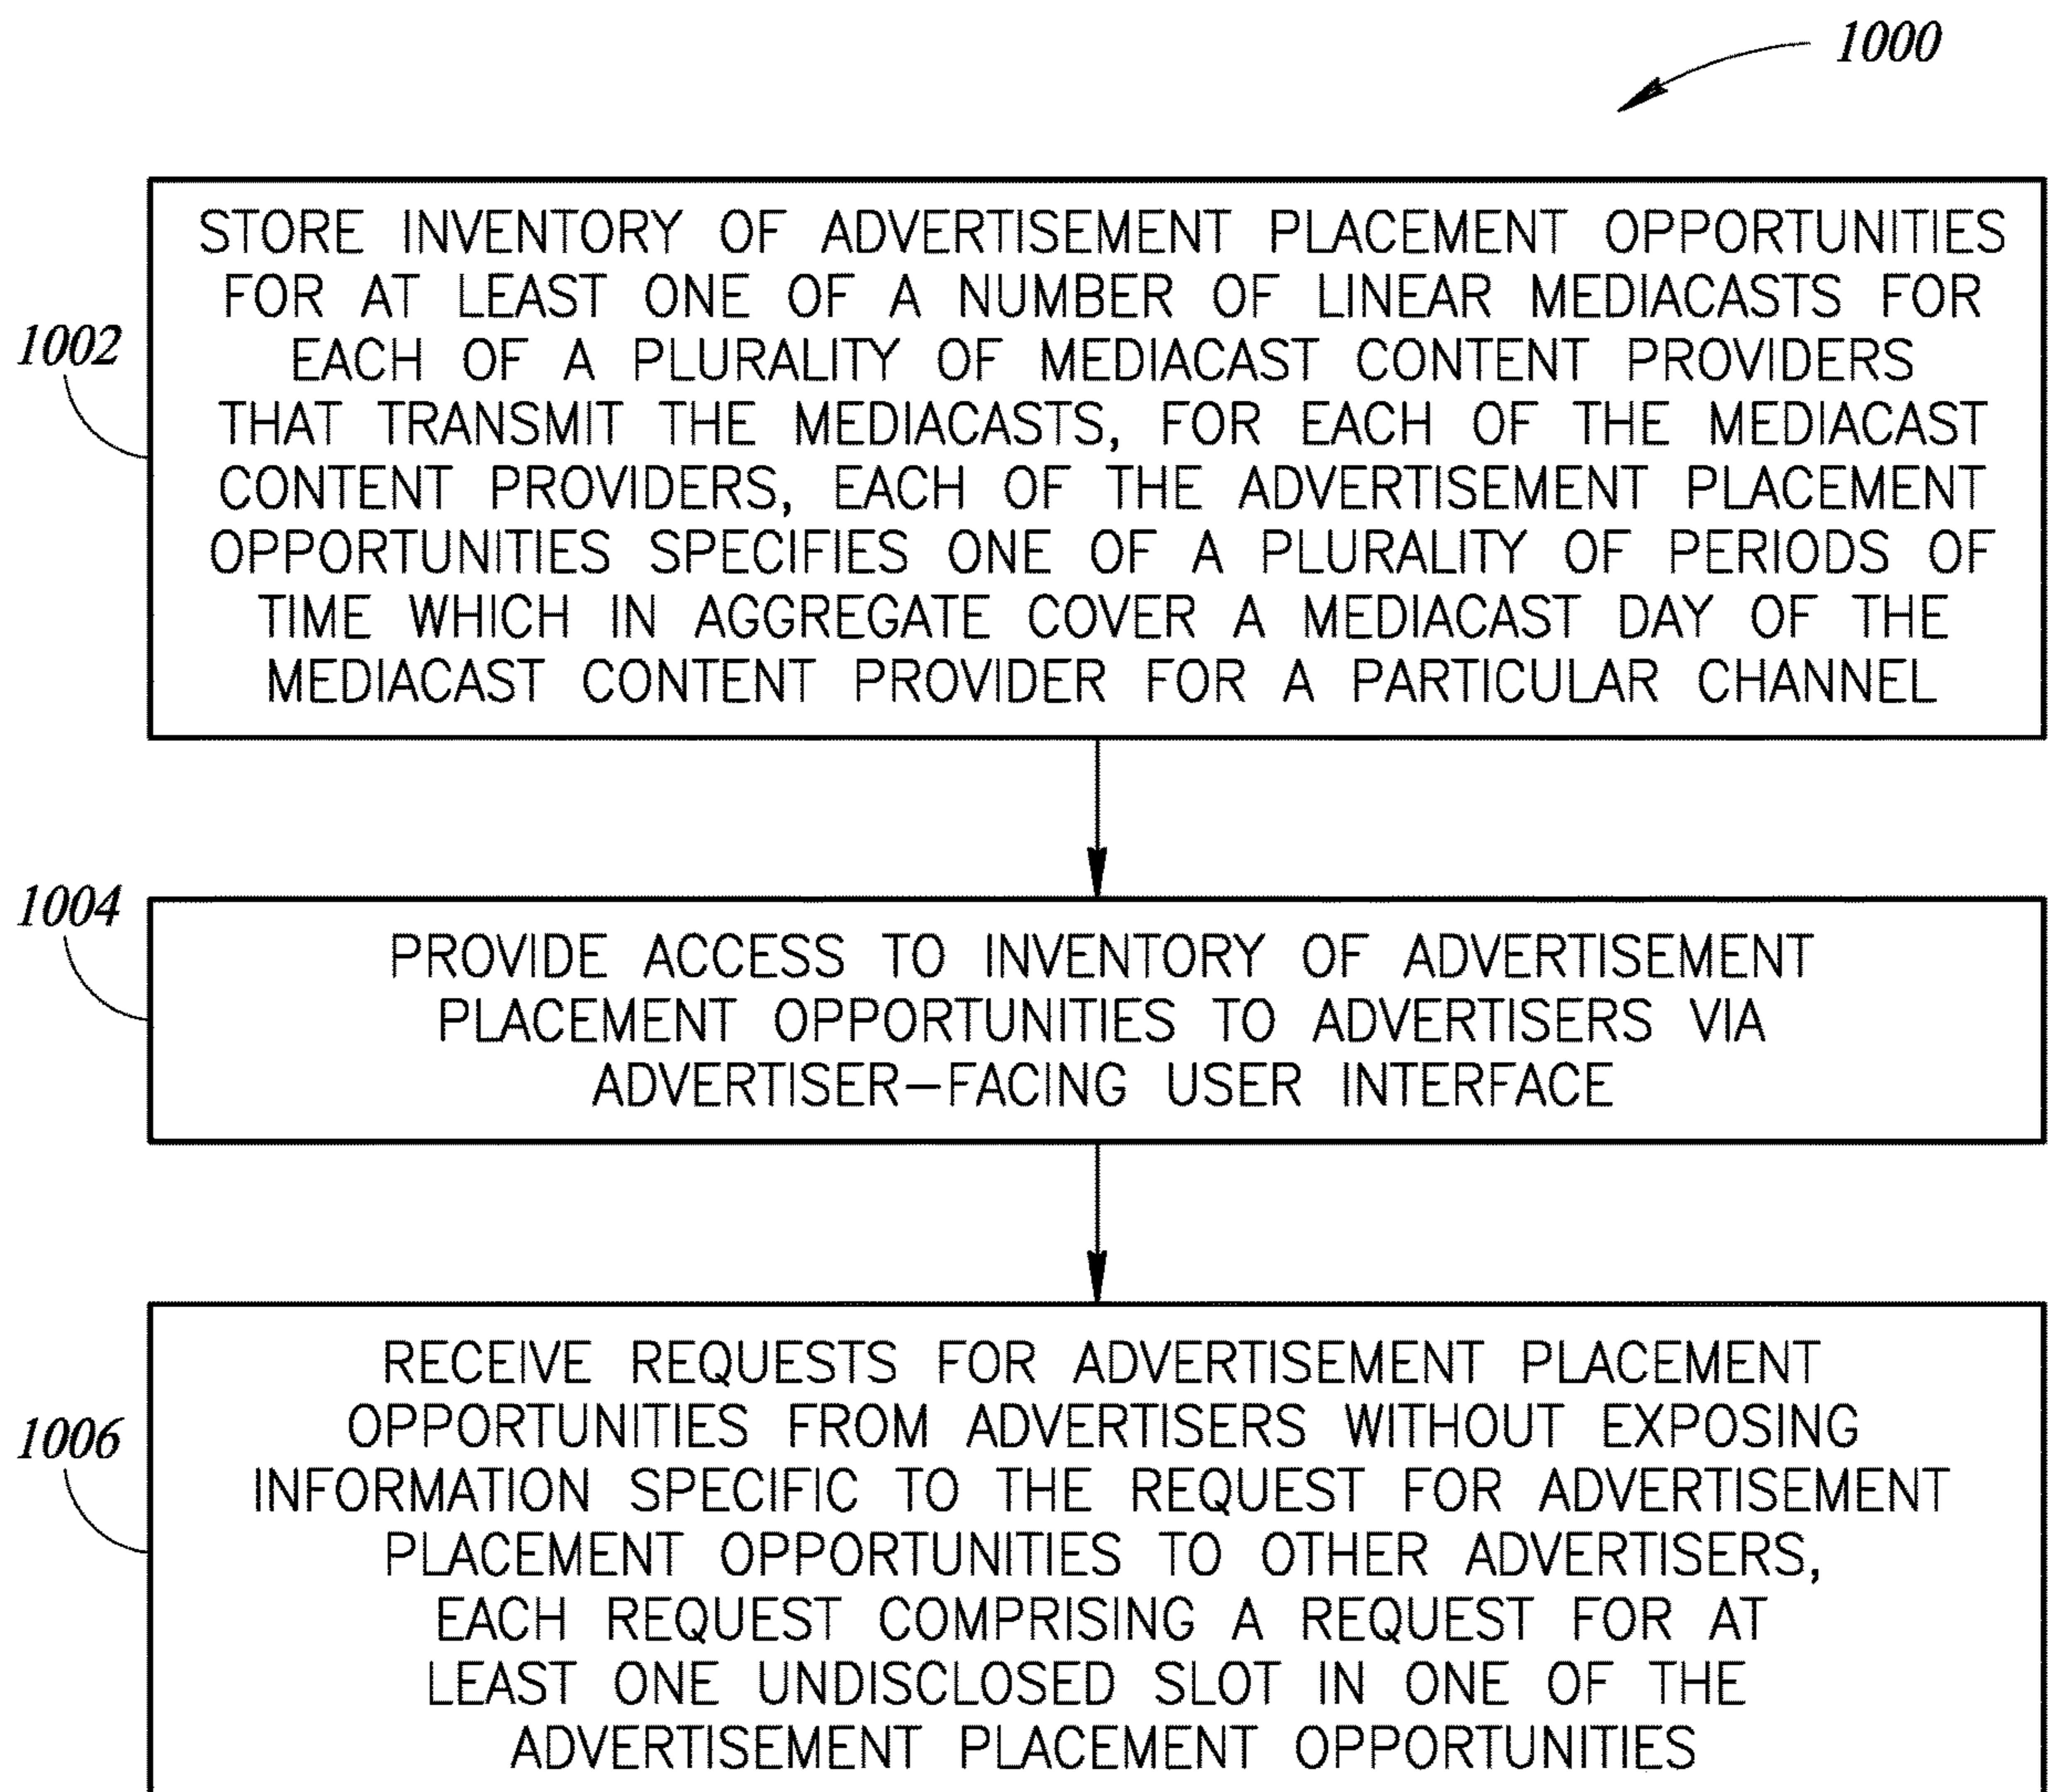 1000
1002
STORE INVENTORY OF ADVERTISEMENT PLACEMENT OPPORTUNITIES
FOR AT LEAST ONE OF A NUMBER OF LINEAR MEDIACASTS FOR
EACH OF A PLURALITY OF MEDIACAST CONTENT PROVIDERS
THAT TRANSMIT THE MEDIACASTS, FOR EACH OF THE MEDIACAST
CONTENT PROVIDERS, EACH OF THE ADVERTISEMENT PLACEMENT
OPPORTUNITIES SPECIFIES ONE OF A PLURALITY OF PERIODS OF
TIME WHICH IN AGGREGATE COVER A MEDIACAST DAY OF THE
MEDIACAST CONTENT PROVIDER FOR A PARTICULAR CHANNEL
1004
PROVIDE ACCESS TO INVENTORY OF ADVERTISEMENT
PLACEMENT OPPORTUNITIES TO ADVERTISERS VIA
ADVERTISER–FACING USER INTERFACE
1006
RECEIVE REQUESTS FOR ADVERTISEMENT PLACEMENT
OPPORTUNITIES FROM ADVERTISERS WITHOUT EXPOSING
INFORMATION SPECIFIC TO THE REQUEST FOR ADVERTISEMENT
PLACEMENT OPPORTUNITIES TO OTHER ADVERTISERS,
EACH REQUEST COMPRISING A REQUEST FOR AT
LEAST ONE UNDISCLOSED SLOT IN ONE OF THE
ADVERTISEMENT PLACEMENT OPPORTUNITIES